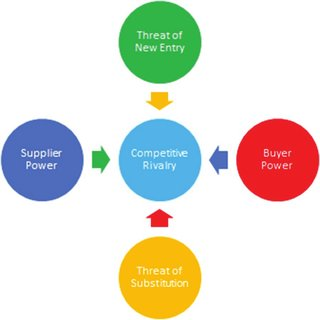 Threat of
New Entry
Supplier
Power
Competitive
Rivalry
Buyer
Power
Threat of
Substitution